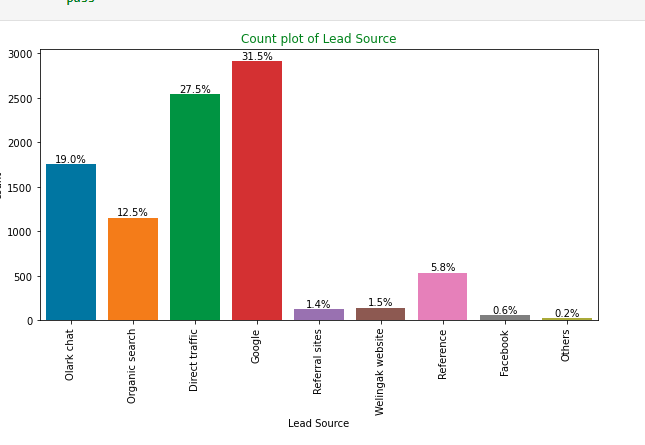 pass
Count plot of Lead Source
3000
2500
2000
1500
1000
500
0
19.0%
12.5%
27.5%
31.5%
1.4%
1.5%
5.8%
0.6%
0.2%
Olark chat
Organic search
Direct traffic
Google
Referral sites
Welingak website
Reference
Facebook
Others
Lead Source